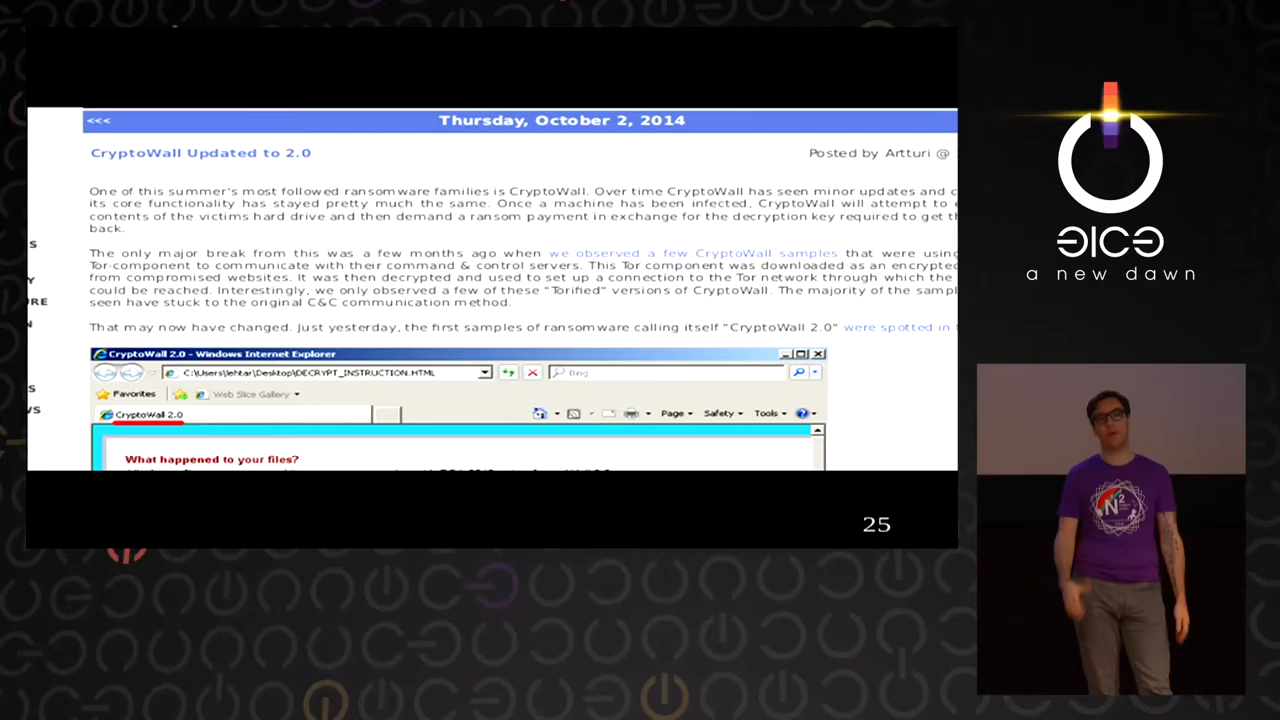 <<<
Thursday, October 2, 2014
CryptoWall Updated to 2.0
Posted by Artturi @
One of this summer's most followed ransomware families is CryptoWall. Over time CryptoWall has seen minor updates and c
its core functionality has stayed pretty much the same. Once a machine has been infected, CryptoWall will attempt to e
contents of the victims hard drive and then demand a ransom payment in exchange for the decryption key required to get th
back.
The only major break from this was a few months ago when we observed a few CryptoWall samples that were using
Tor-component to communicate with their command & control servers. This Tor component was downloaded as an encrypte
from compromised websites. It was then decrypted and used to set up a connection to the Tor network through which the
could be reached. Interestingly, we only observed a few of these "Torified" versions of CryptoWall. The majority of the sampl
seen have stuck to the original C&C communication method.
That may now have changed. Just yesterday, the first samples of ransomware calling itself "CryptoWall 2.0" were spotted in t
CryptoWall 2.0 - Windows Internet Explorer
C:\Users\lehtar\Desktop\DECRYPT_INSTRUCTION.HTML
Bing
Favorites
Web Slice Gallery
CryptoWall 2.0
Page
Safety
Tools
What happened to your files?
25
S
Y
RE
N
S
WS
a new dawn
N2